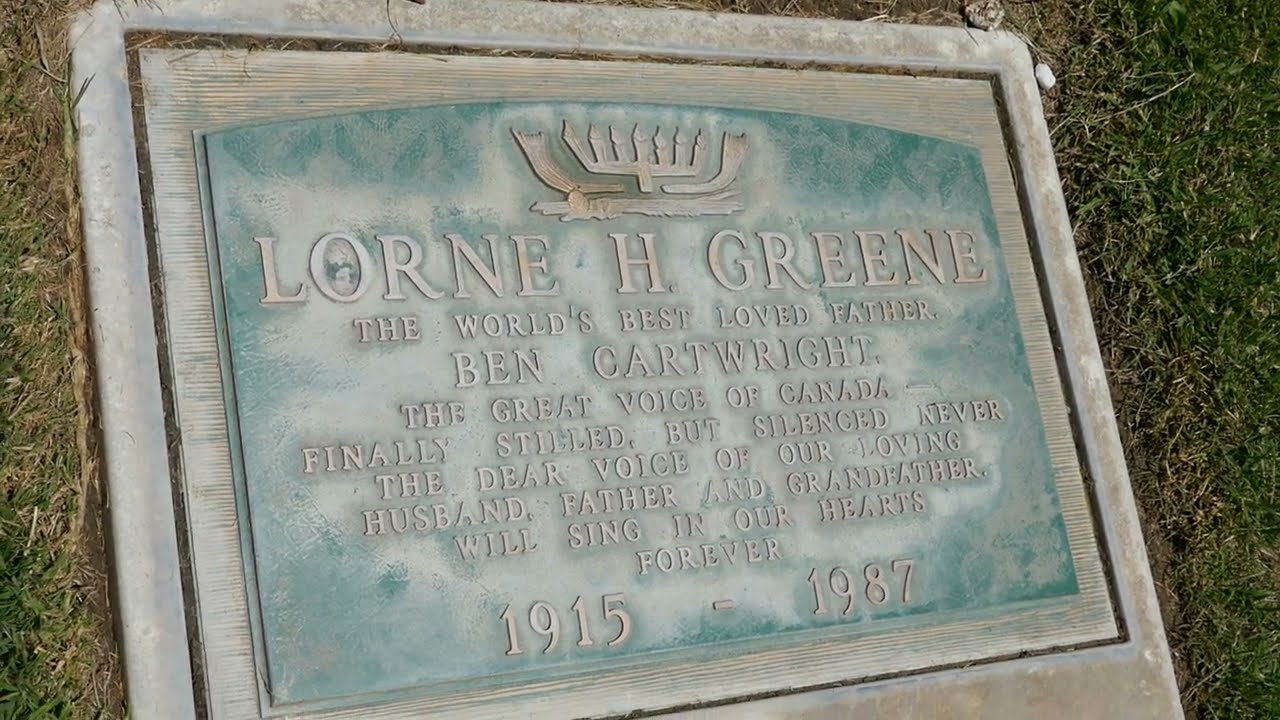 LORNE H. GREENE
THE WORLD'S BEST LOVED FATHER,
BEN CARTWRIGHT.
THE GREAT VOICE OF CANADA —
FINALLY STILLED, BUT SILENCED NEVER
THE DEAR VOICE OF OUR LOVING
HUSBAND, FATHER AND GRANDFATHER,
WILL SING IN OUR HEARTS
FOREVER
1915 - 1987